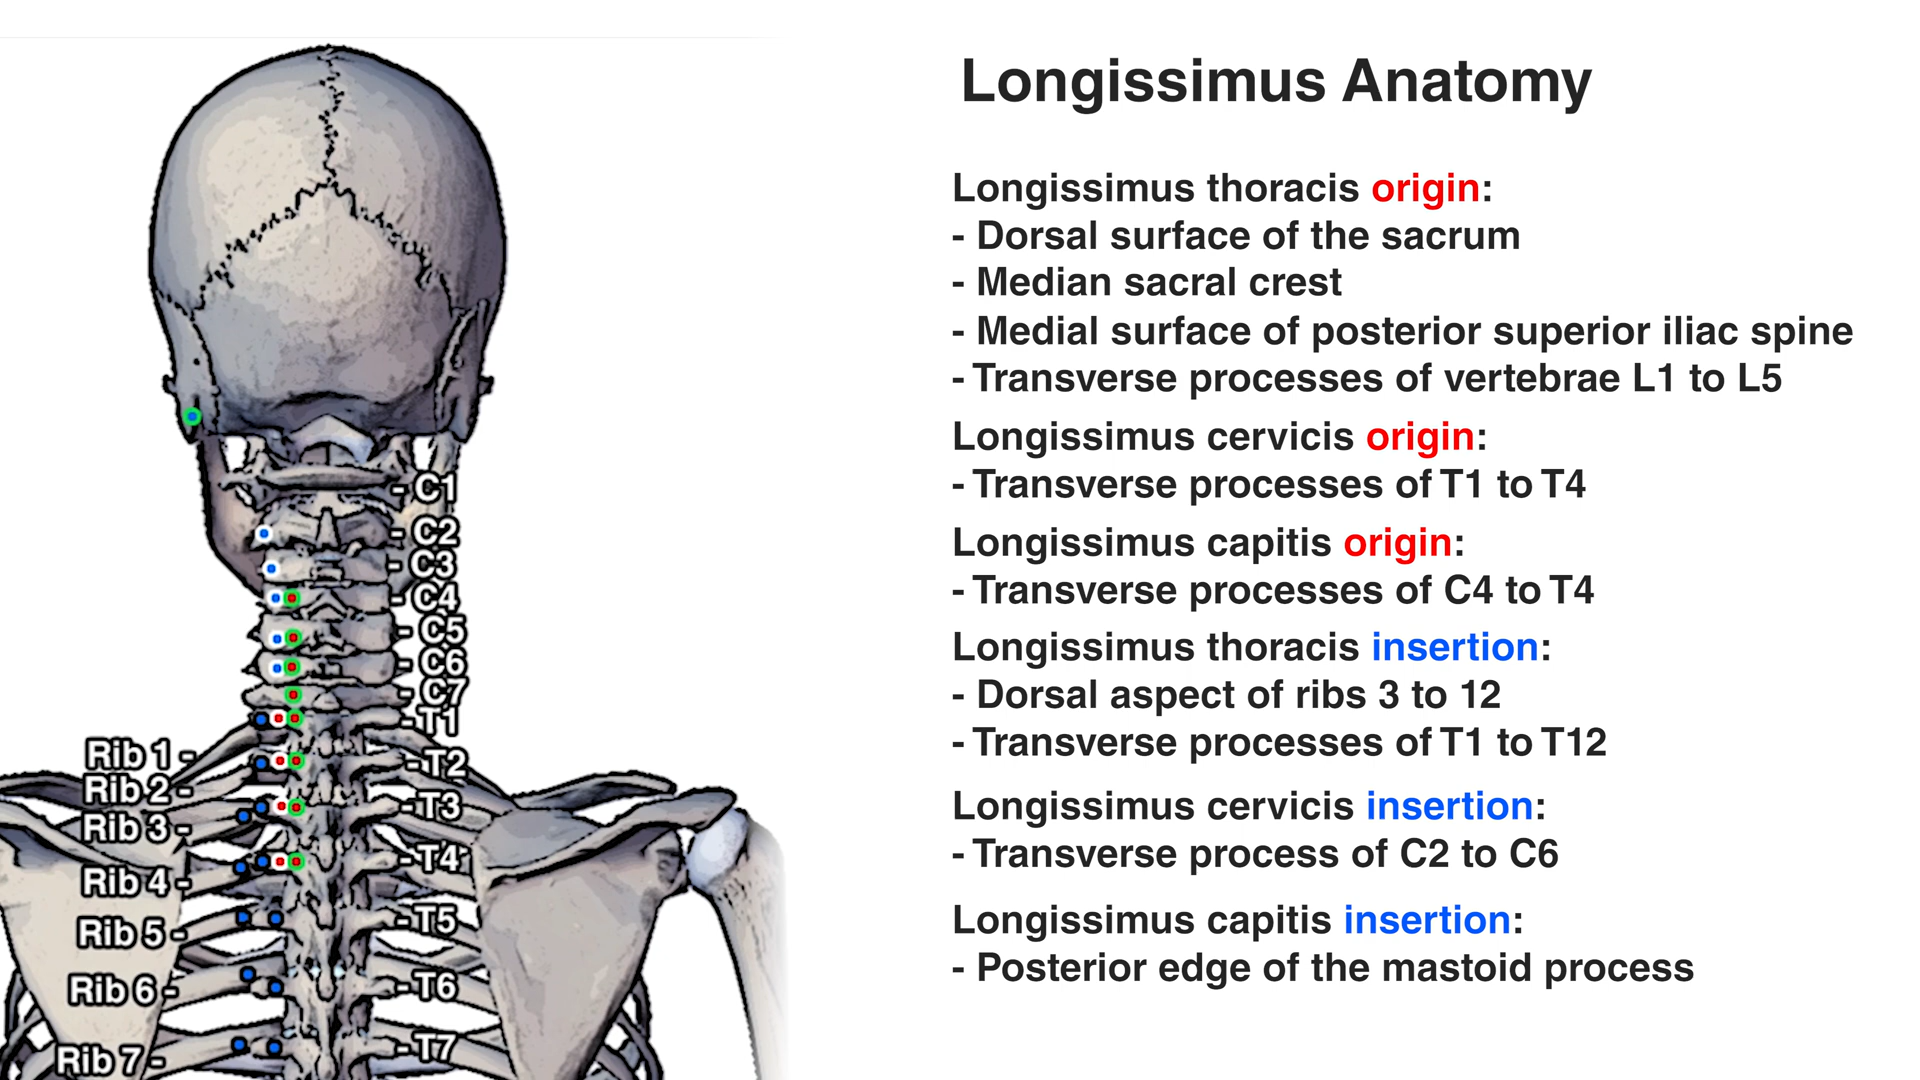 Longissimus Anatomy
Longissimus thoracis origin:
- Dorsal surface of the sacrum
- Median sacral crest
- Medial surface of posterior superior iliac spine
- Transverse processes of vertebrae L1 to L5
Longissimus cervicis origin:
- Transverse processes of T1 to T4
Longissimus capitis origin:
- Transverse processes of C4 to T4
Longissimus thoracis insertion:
- Dorsal aspect of ribs 3 to 12
- Transverse processes of T1 to T12
Longissimus cervicis insertion:
- Transverse process of C2 to C6
Longissimus capitis insertion:
- Posterior edge of the mastoid process
- C1
- C2
- C3
- C4
- C5
- C6
- C7
- T1
- T2
- T3
- T4
- T5
- T6
- T7
Rib 1 -
Rib 2 -
Rib 3 -
Rib 4 -
Rib 5 -
Rib 6 -
Rib 7 -